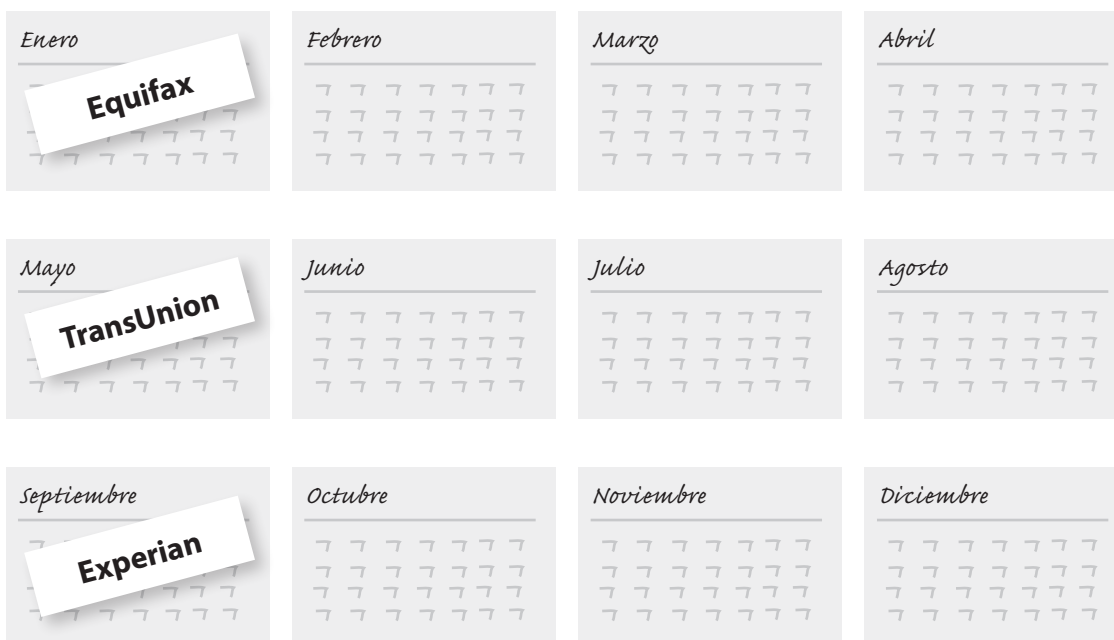 Enero
Febrero
Marzo
Abril
Equifax
Mayo
Junio
Julio
Agosto
TransUnion
Septiembre
Octubre
Noviembre
Diciembre
Experian